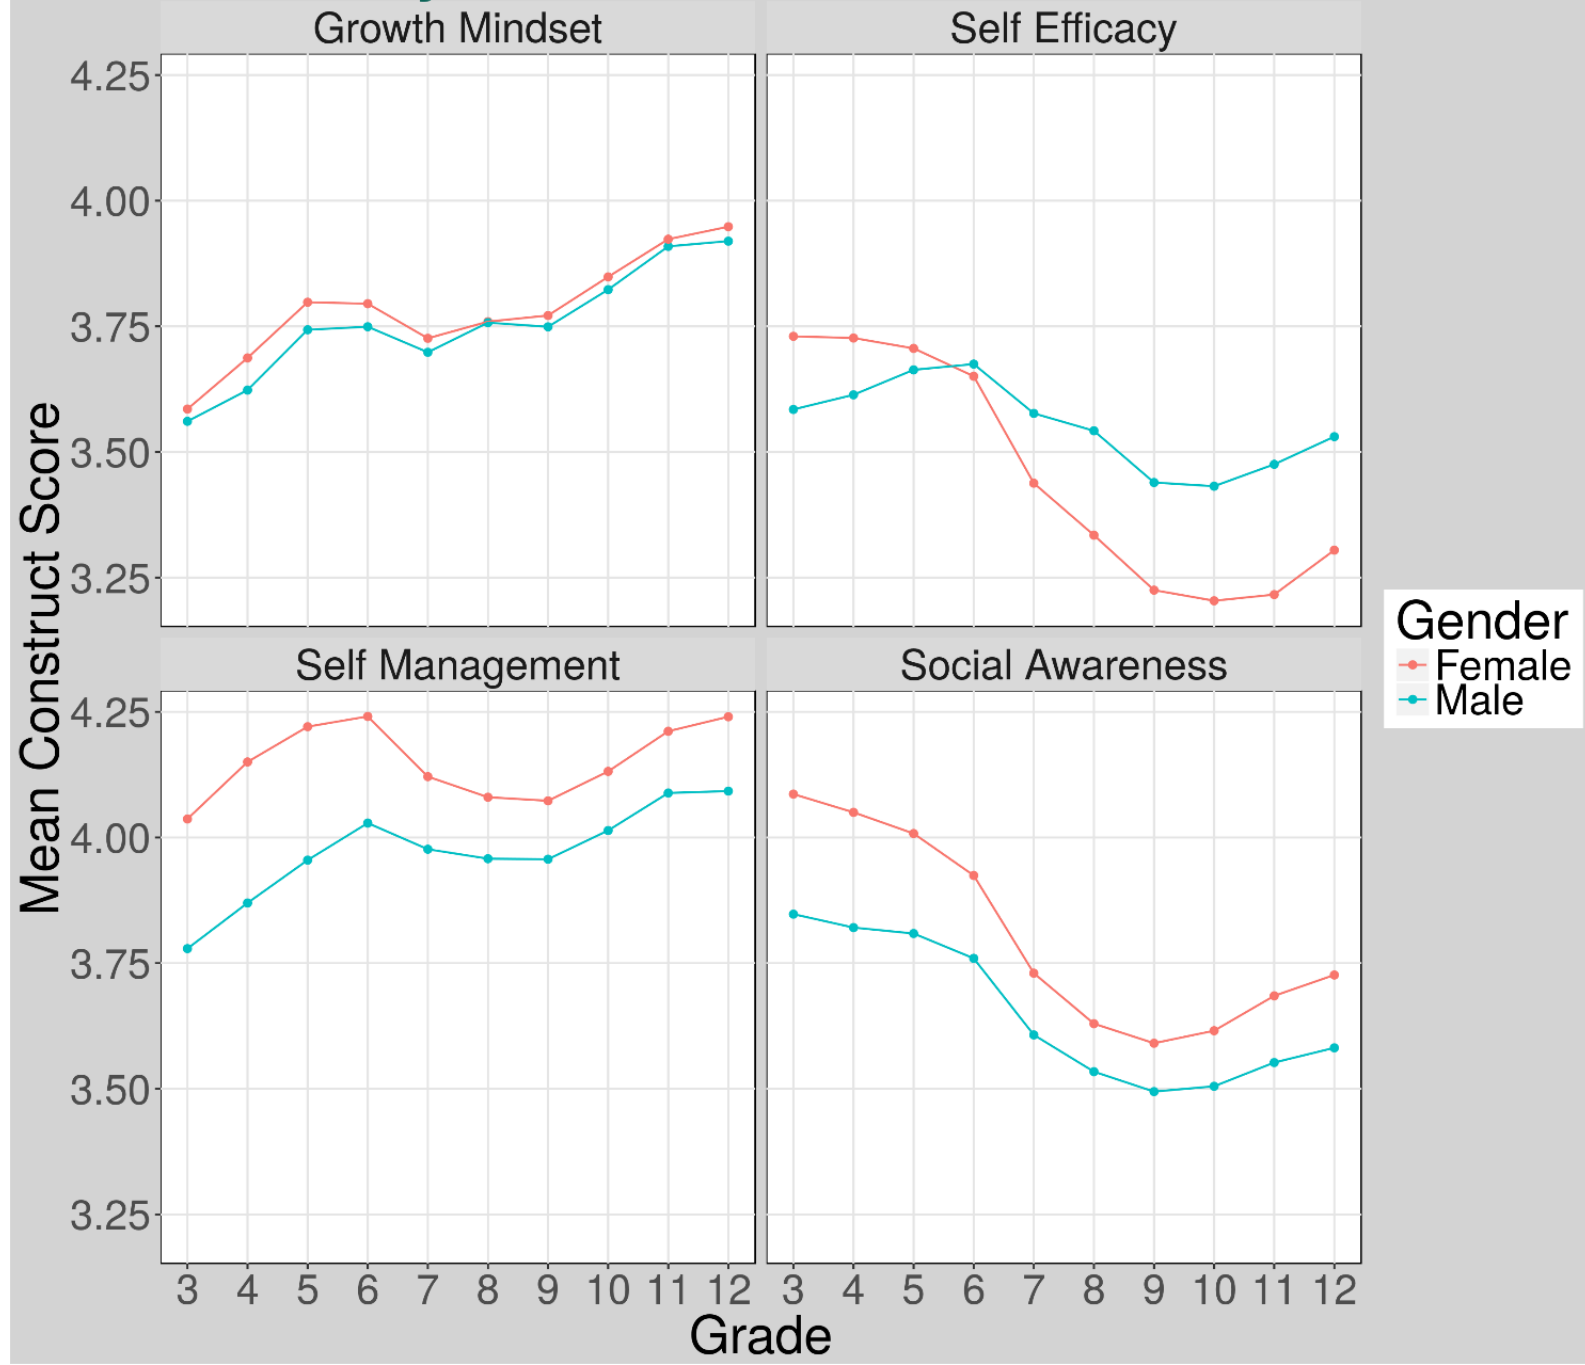 Growth Mindset
Self Efficacy
4.25
4.00
3.75
3.50
3.25
Mean Construct Score
Self Management
Social Awareness
4.25
4.00
3.75
3.50
3.25
3 4 5 6 7 8 9 10 11 12
3 4 5 6 7 8 9 10 11 12
Grade
Gender
Female
Male